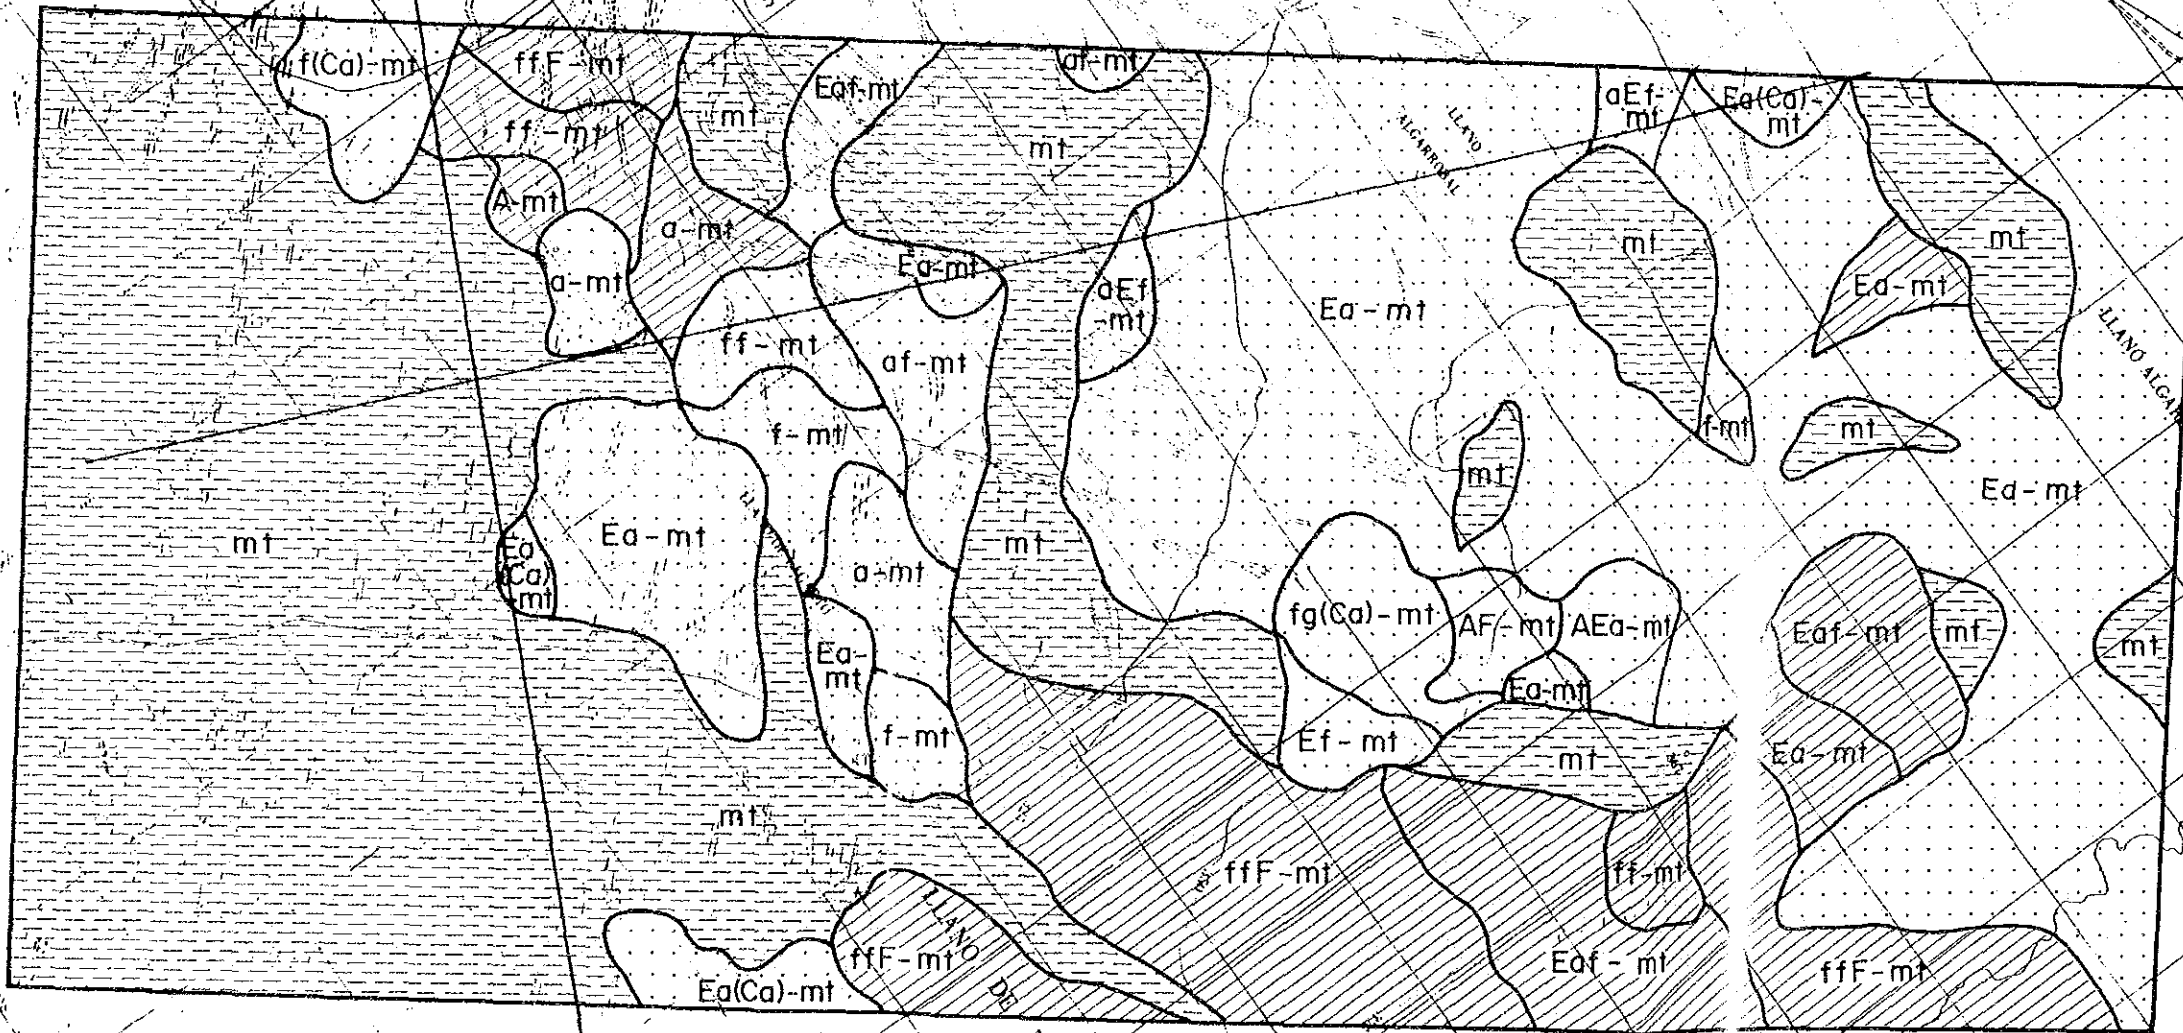 f(Ca)-mt
ffF-mt
Eaf-mt
af-mt
aEf-
mt
Ea(Ca)-
mt
mt
ff-mt
mt
LLANO
ALGARROBAL
A-mt
a-mt
mt
mt
a-mt
Ea-mt
aEf
-mt
Ea-mt
Ea-mt
ff-mt
af-mt
LLANO
f-mt
f-mt
mt
mt
Ea-mt
mt
Ea-mt
mt
Ea
(Ca)
-mt
a-mt
fg(Ca)-mt
AF-mt
AEa-mt
Eaf-mt
mt
mt
Ea-
mt
Ea-mt
f-mt
Ef-mt
mt
Ea-mt
mt
ffF-mt
ff-mt
LLANO
DE
ffF-mt
Eaf-mt
ffF-mt
Ea(Ca)-mt